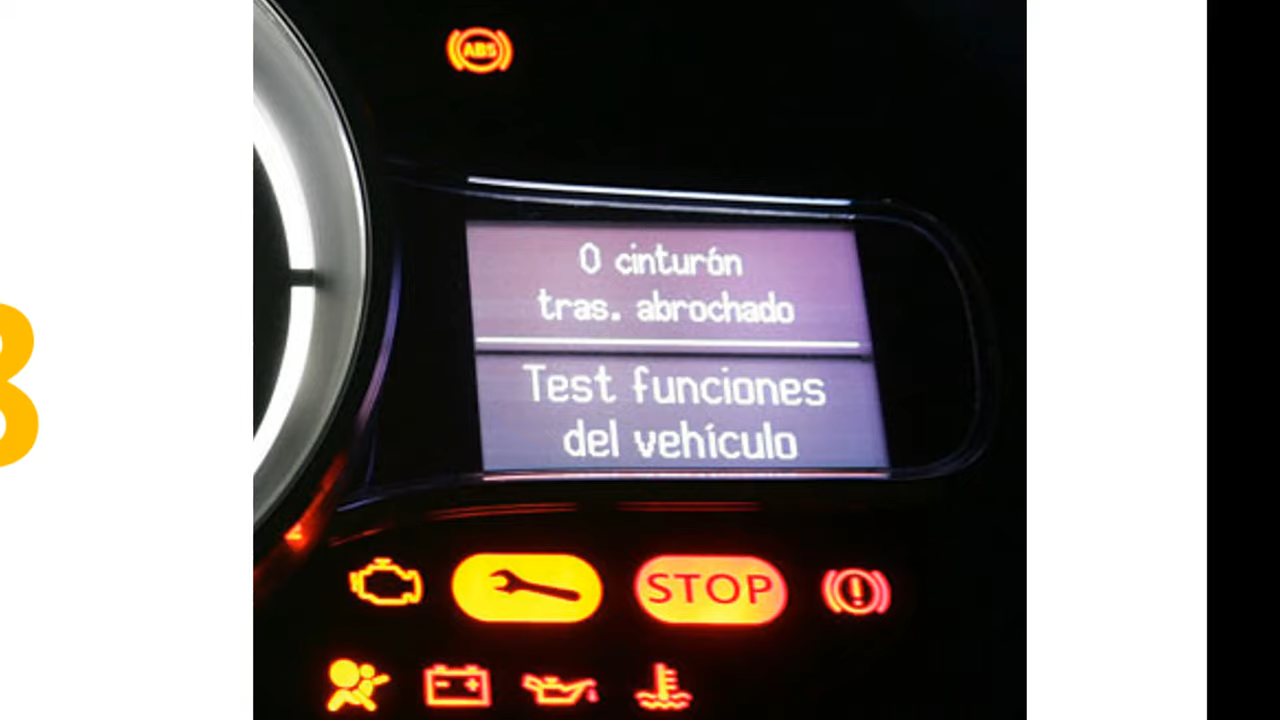 ABS
0 cinturón
tras. abrochado
Test funciones
del vehículo
STOP